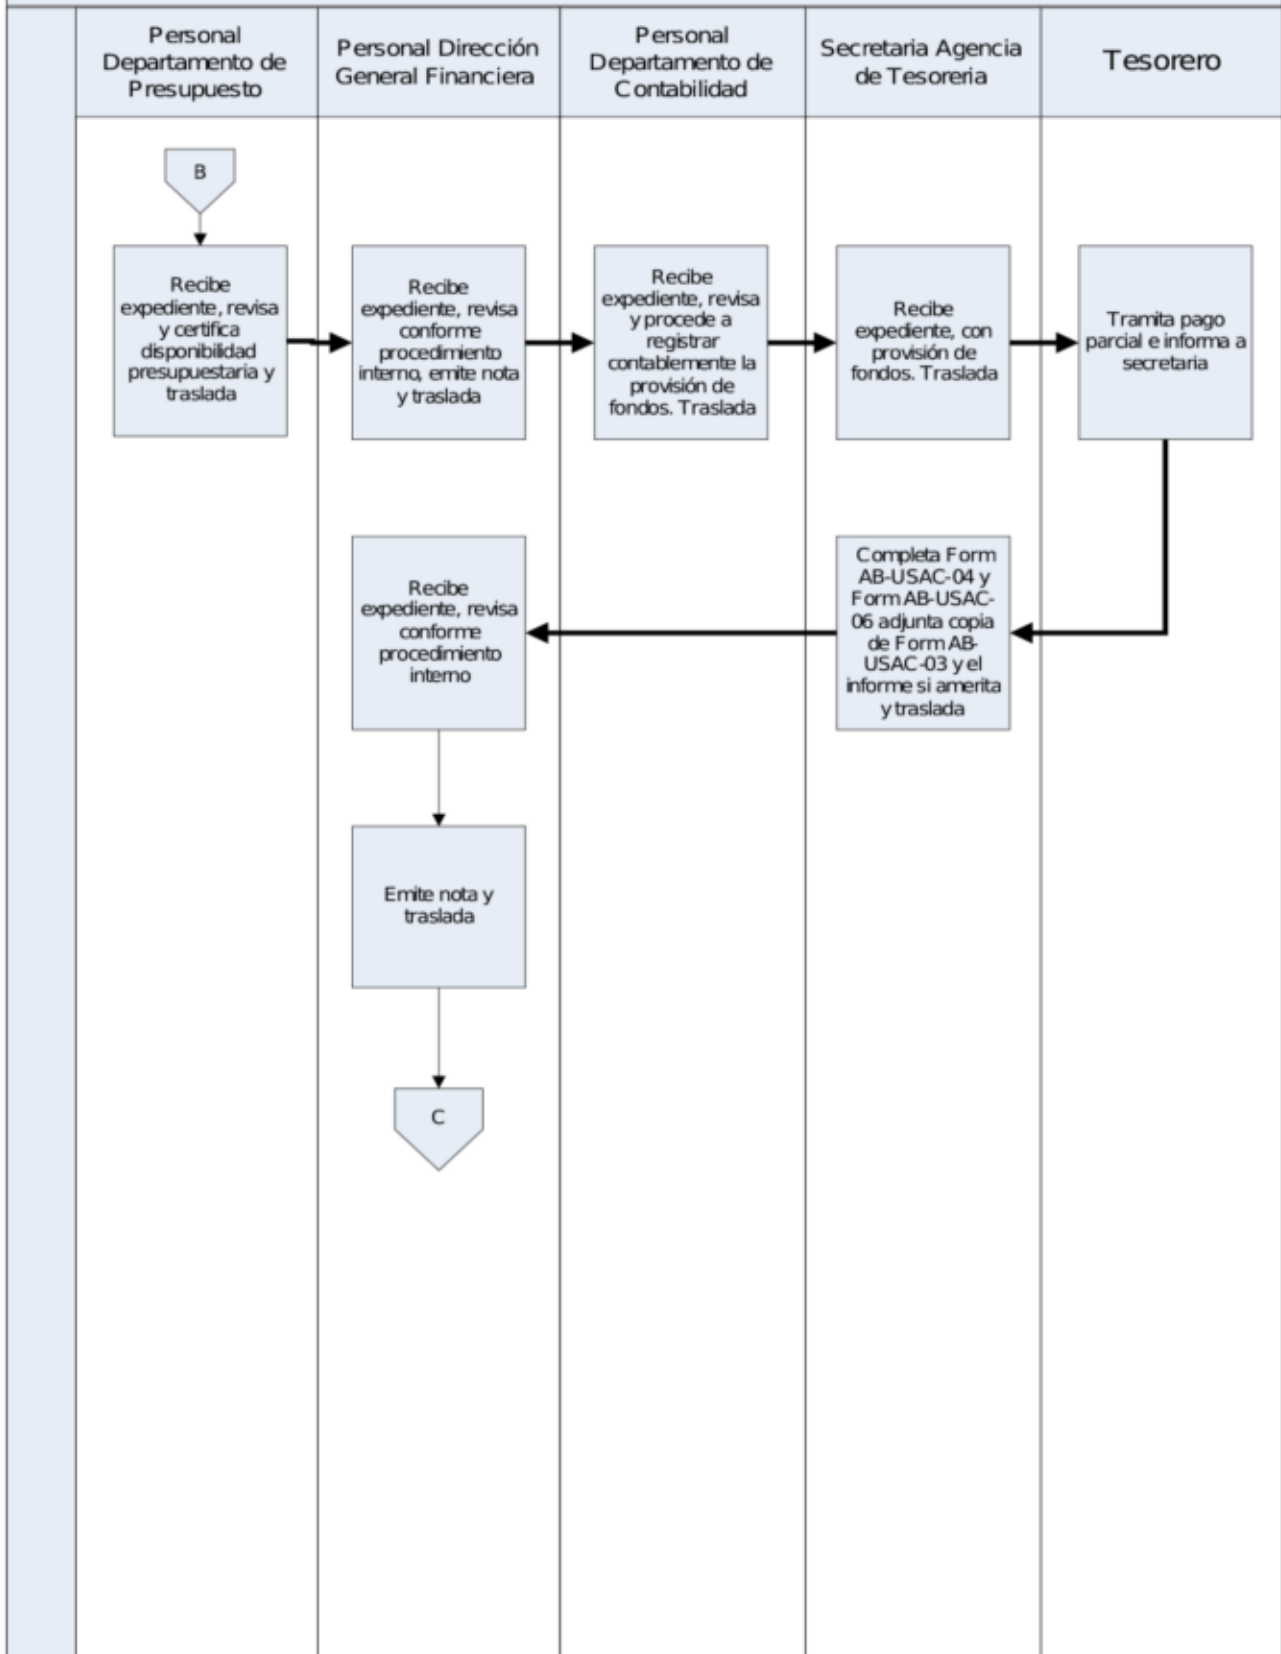 Personal
Departamento de
Presupuesto
Personal Dirección
General Financiera
Personal
Departamento de
Contabilidad
Secretaria Agencia
de Tesoreria
Tesorero
B
Recibe
expediente, revisa
y certifica
disponibilidad
presupuestaria y
traslada
Recibe
expediente, revisa
conforme
procedimiento
interno, emite nota
y traslada
Recibe
expediente, revisa
y procede a
registrar
contablemente la
provisión de
fondos. Traslada
Recibe
expediente, con
provisión de
fondos. Traslada
Tramita pago
parcial e informa a
secretaria
Completa Form
AB-USAC-04 y
Form AB-USAC-
06 adjunta copia
de Form AB-
USAC-03 y el
informe si amerita
y traslada
Recibe
expediente, revisa
conforme
procedimiento
interno
Emite nota y
traslada
C